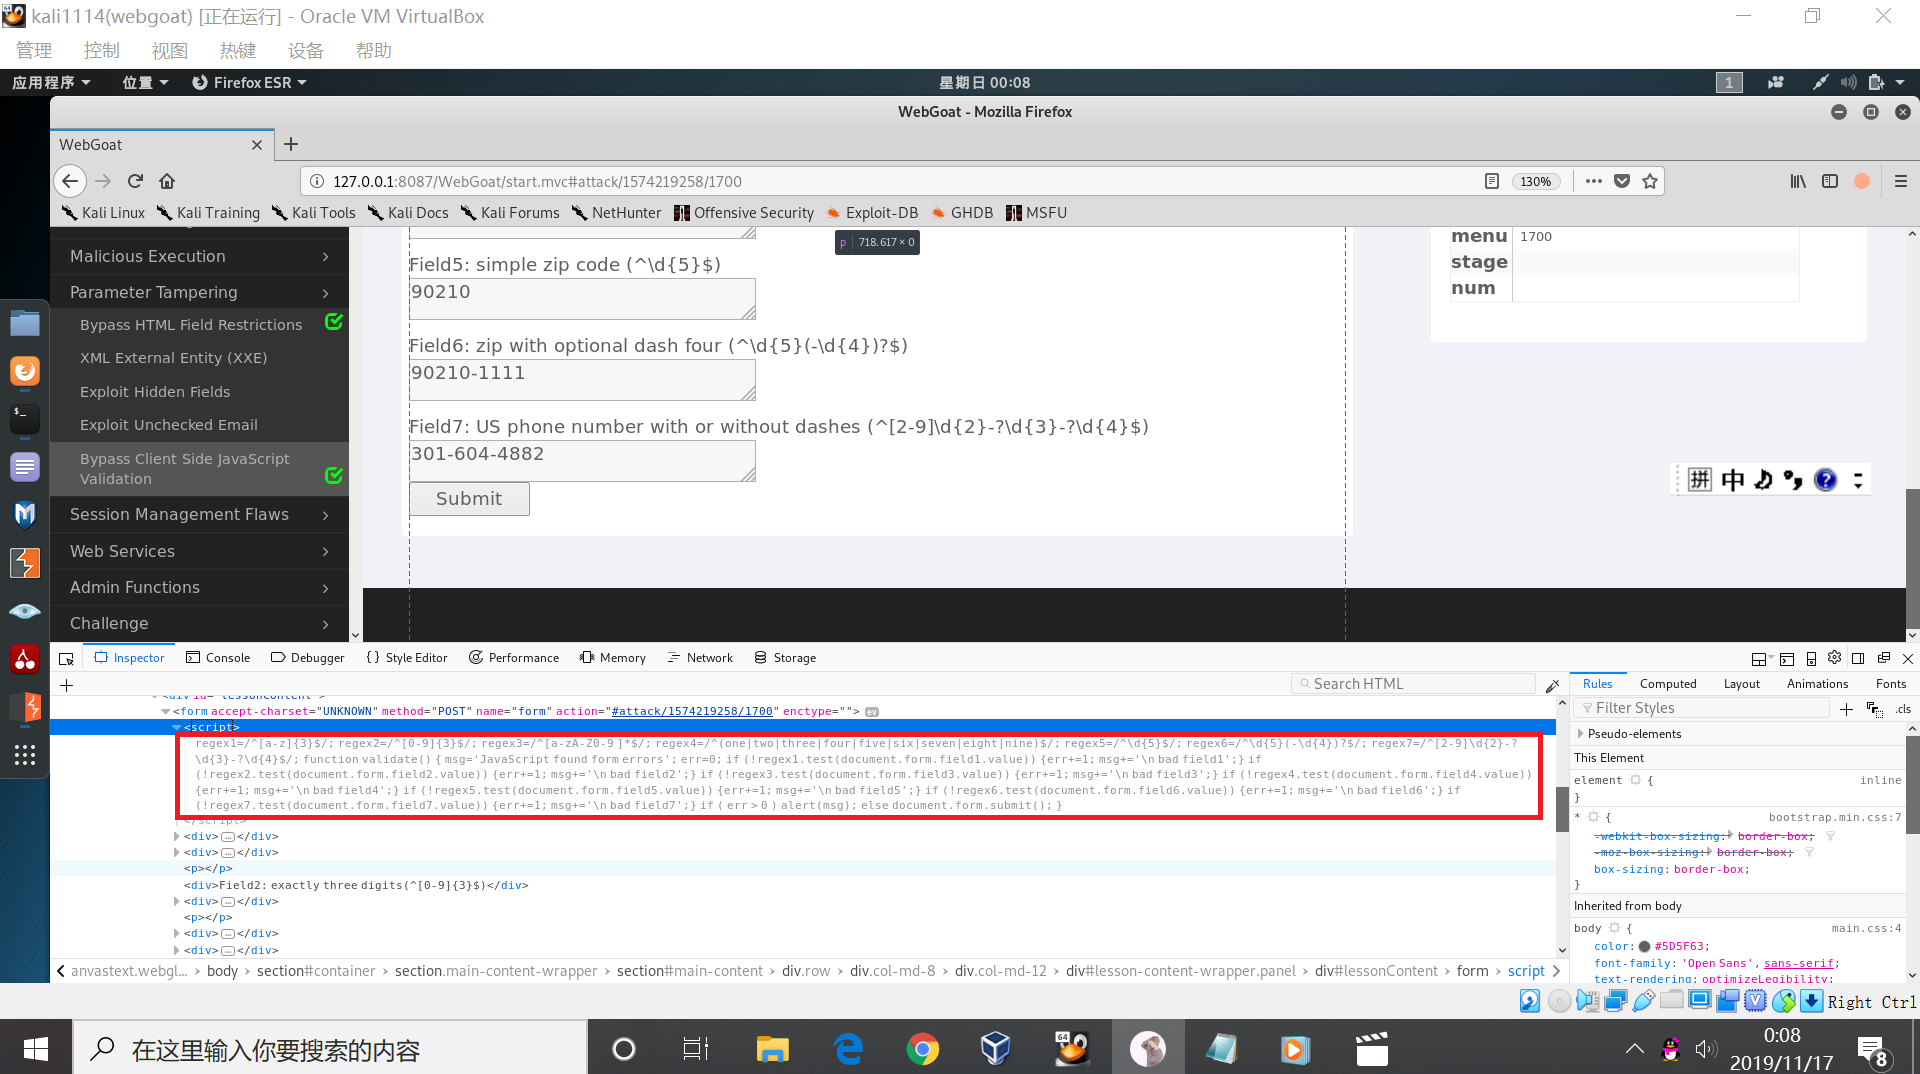 kali1114(webgoat) [正在运行] - Oracle VM VirtualBox
管理 控制 视图 热键 设备 帮助
应用程序 位置 Firefox ESR 星期日 00:08 1
WebGoat - Mozilla Firefox
WebGoat
127.0.0.1:8087/WebGoat/start.mvc#attack/1574219258/1700 130%
Kali Linux Kali Training Kali Tools Kali Docs Kali Forums NetHunter Offensive Security Exploit-DB GHDB MSFU
p 718.617 × 0
Malicious Execution
Parameter Tampering
Bypass HTML Field Restrictions
XML External Entity (XXE)
Exploit Hidden Fields
Exploit Unchecked Email
Bypass Client Side JavaScript
Validation
Session Management Flaws
Web Services
Admin Functions
Challenge
Field5: simple zip code (^\d{5}$)
90210
Field6: zip with optional dash four (^\d{5}(-\d{4})?$)
90210-1111
Field7: US phone number with or without dashes (^[2-9]\d{2}-?\d{3}-?\d{4}$)
301-604-4882
Submit
menu 1700
stage
num
拼 中
Inspector Console Debugger Style Editor Performance Memory Network Storage
Search HTML
<div id="lessonContent">
<form accept-charset="UNKNOWN" method="POST" name="form" action="#attack/1574219258/1700" enctype=""> ev
<script>
regex1=/^[a-z]{3}$/; regex2=/^[0-9]{3}$/; regex3=/^[a-zA-Z0-9 ]*$/; regex4=/^(one|two|three|four|five|six|seven|eight|nine)$/; regex5=/^\d{5}$/; regex6=/^\d{5}(-\d{4})?$/; regex7=/^[2-9]\d{2}-?
\d{3}-?\d{4}$/; function validate() { msg='JavaScript found form errors'; err=0; if (!regex1.test(document.form.field1.value)) {err+=1; msg+='\n bad field1';} if
(!regex2.test(document.form.field2.value)) {err+=1; msg+='\n bad field2';} if (!regex3.test(document.form.field3.value)) {err+=1; msg+='\n bad field3';} if (!regex4.test(document.form.field4.value))
{err+=1; msg+='\n bad field4';} if (!regex5.test(document.form.field5.value)) {err+=1; msg+='\n bad field5';} if (!regex6.test(document.form.field6.value)) {err+=1; msg+='\n bad field6';} if
(!regex7.test(document.form.field7.value)) {err+=1; msg+='\n bad field7';} if ( err > 0 ) alert(msg); else document.form.submit(); }
</script>
<div></div>
<div></div>
<p></p>
<div>Field2: exactly three digits(^[0-9]{3}$)</div>
<div></div>
<p></p>
<div></div>
<div></div>
anvastext.webgl... body section#container section.main-content-wrapper section#main-content div.row div.col-md-8 div.col-md-12 div#lesson-content-wrapper.panel div#lessonContent form script
Rules Computed Layout Animations Fonts
Filter Styles .cls
Pseudo-elements
This Element
element { inline
}
* { bootstrap.min.css:7
-webkit-box-sizing: border-box;
-moz-box-sizing: border-box;
box-sizing: border-box;
}
Inherited from body
body { main.css:4
color: #5D5F63;
font-family: 'Open Sans', sans-serif;
text-rendering: optimizeLegibility;
Right Ctrl
在这里输入你要搜索的内容
64
0:08
2019/11/17
8